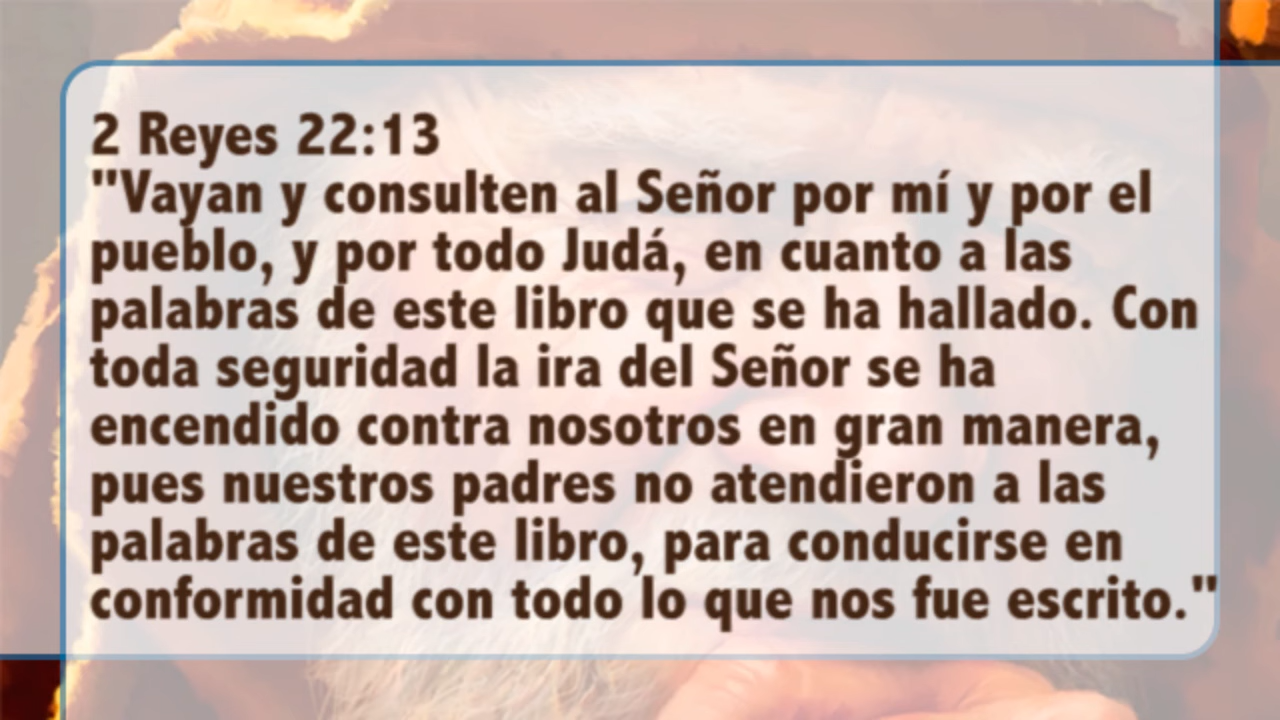 2 Reyes 22:13
"Vayan y consulten al Señor por mí y por el
pueblo, y por todo Judá, en cuanto a las
palabras de este libro que se ha hallado. Con
toda seguridad la ira del Señor se ha
encendido contra nosotros en gran manera,
pues nuestros padres no atendieron a las
palabras de este libro, para conducirse en
conformidad con todo lo que nos fue escrito."